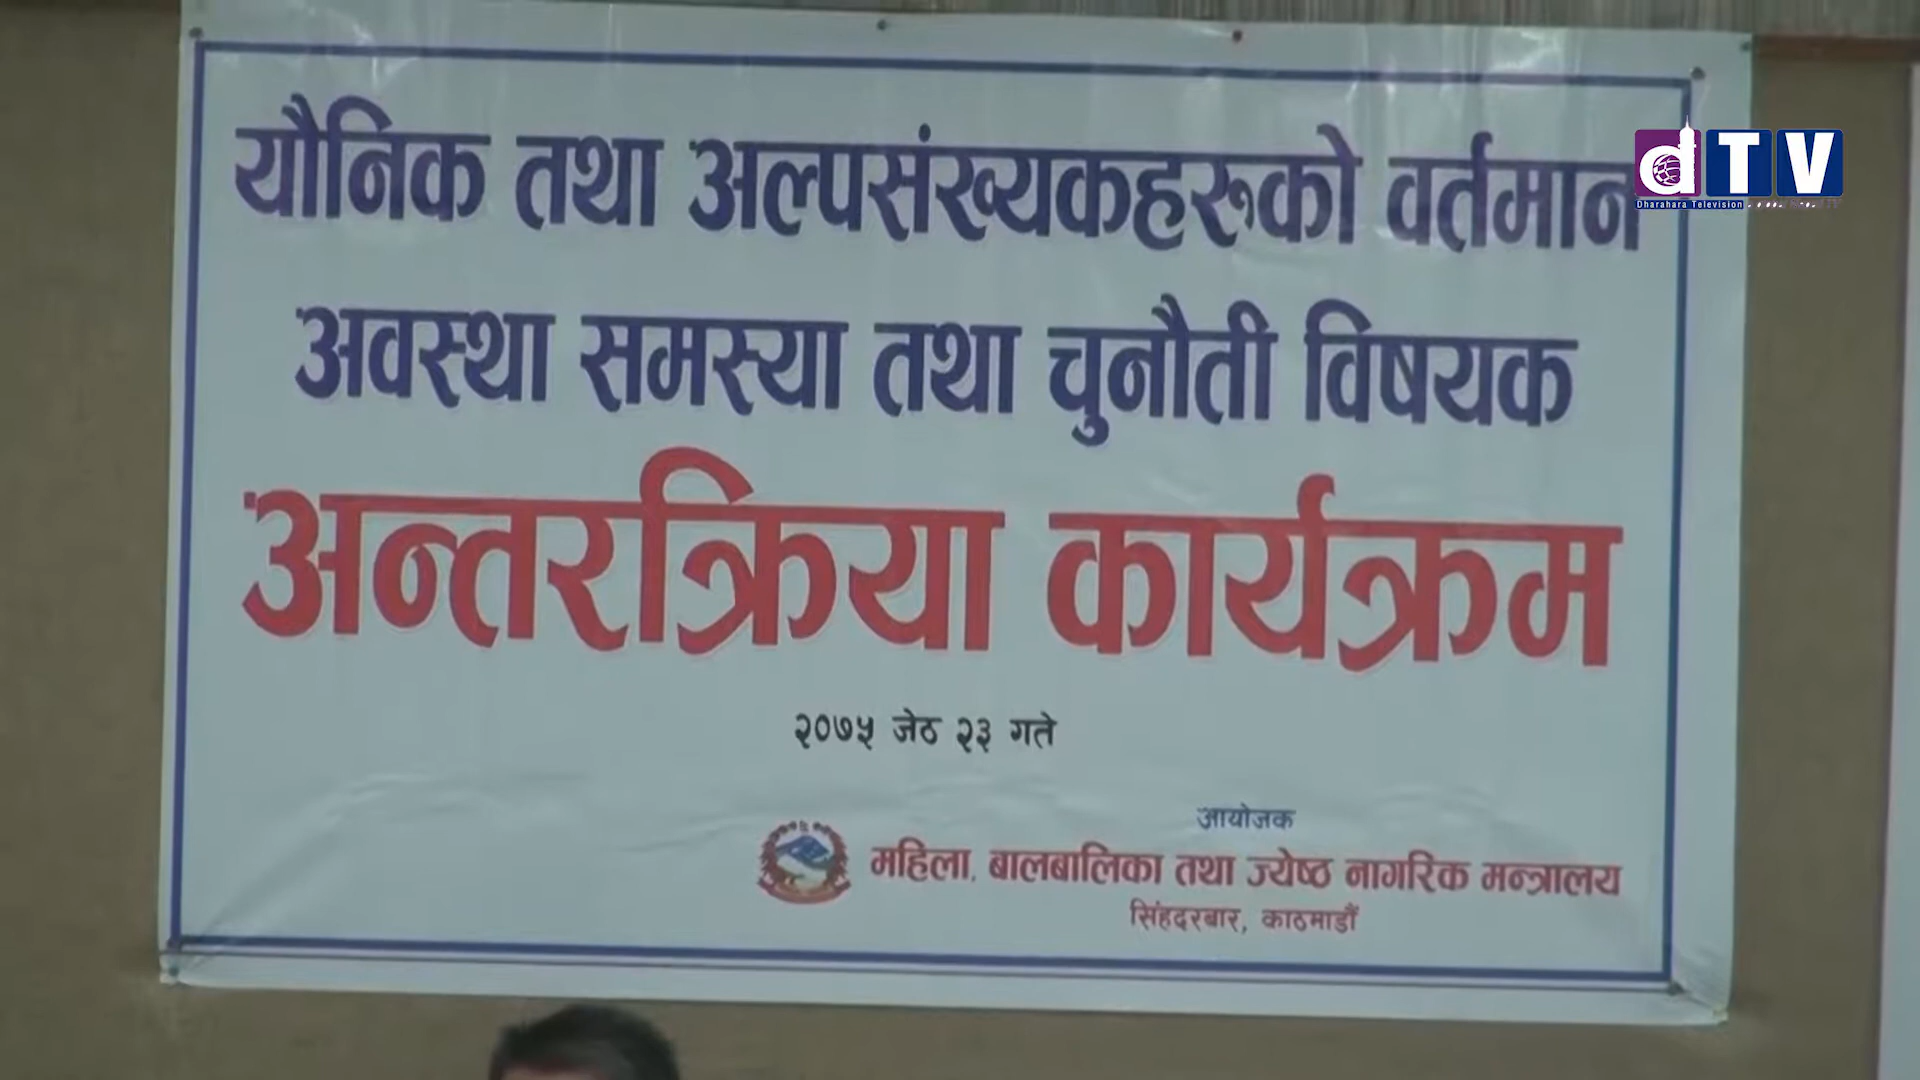 यौनिक तथा अल्पसंख्यकहरुको वर्तमान
अवस्था समस्या तथा चुनौती विषयक
अन्तरक्रिया कार्यक्रम
२०७५ जेठ २३ गते
आयोजक
महिला, बालबालिका तथा ज्येष्ठ नागरिक मन्त्रालय
सिंहदरबार, काठमाडौं
dTV
Dharahara Television